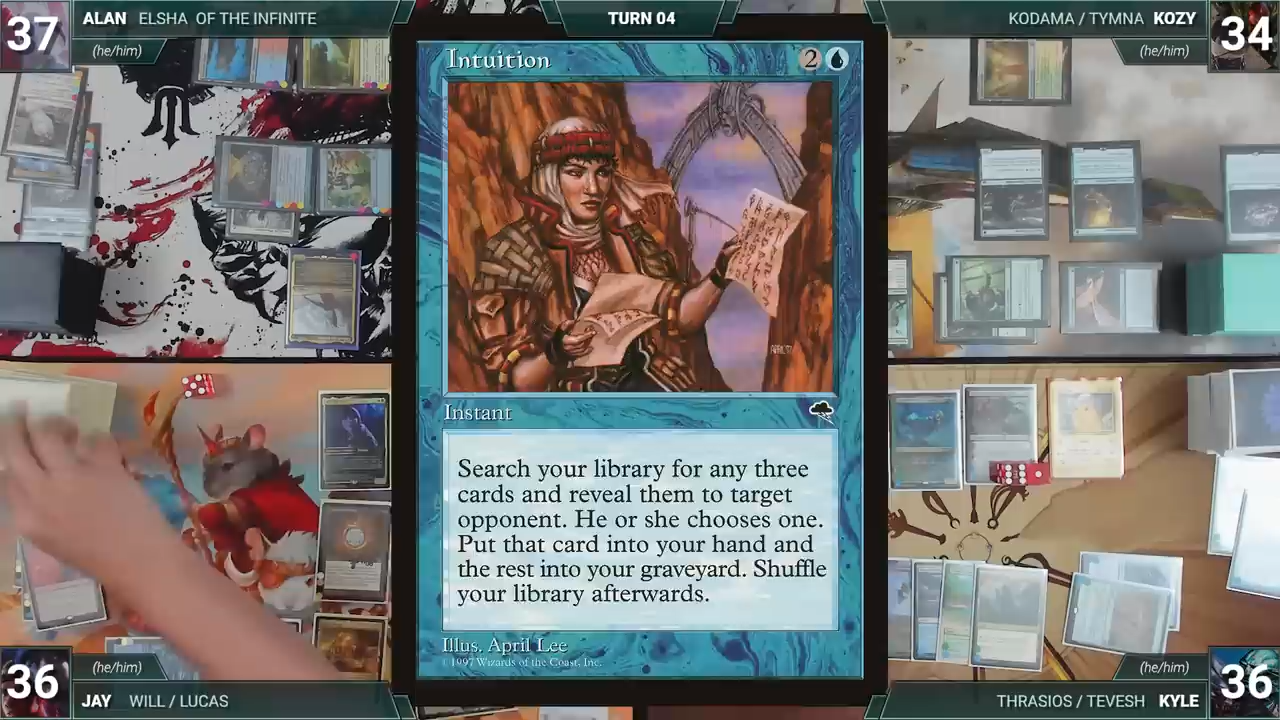 37
ALAN ELSHA OF THE INFINITE
(he/him)
TURN 04
KODAMA / TYMNA KOZY
(he/him)
34
Intuition
2
Instant
Search your library for any three
cards and reveal them to target
opponent. He or she chooses one.
Put that card into your hand and
the rest into your graveyard. Shuffle
your library afterwards.
Illus. April Lee
©1997 Wizards of the Coast, Inc.
36
(he/him)
JAY WILL / LUCAS
(he/him)
THRASIOS / TEVESH KYLE
36